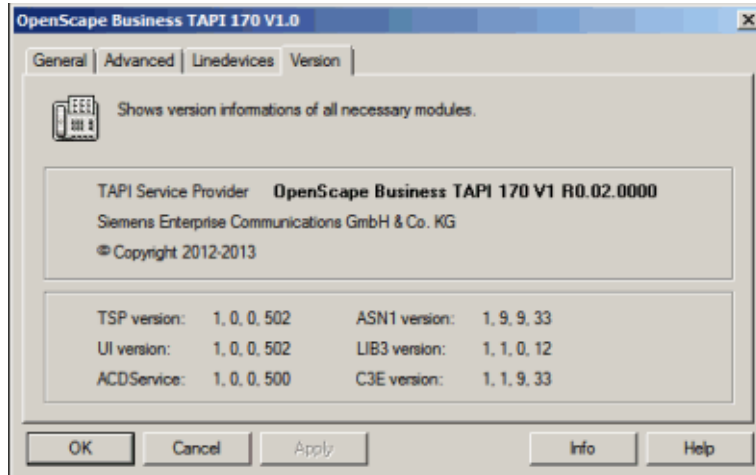 OpenScape Business TAPI 170 V1.0
General Advanced Linedevices Version
Shows version informations of all necessary modules.
TAPI Service Provider OpenScape Business TAPI 170 V1 R0.02.0000
Siemens Enterprise Communications GmbH & Co. KG
© Copyright 2012-2013
TSP version: 1, 0, 0, 502 ASN1 version: 1, 9, 9, 33
UI version: 1, 0, 0, 502 LIB3 version: 1, 1, 0, 12
ACDService: 1, 0, 0, 500 C3E version: 1, 1, 9, 33
OK Cancel Apply Info Help